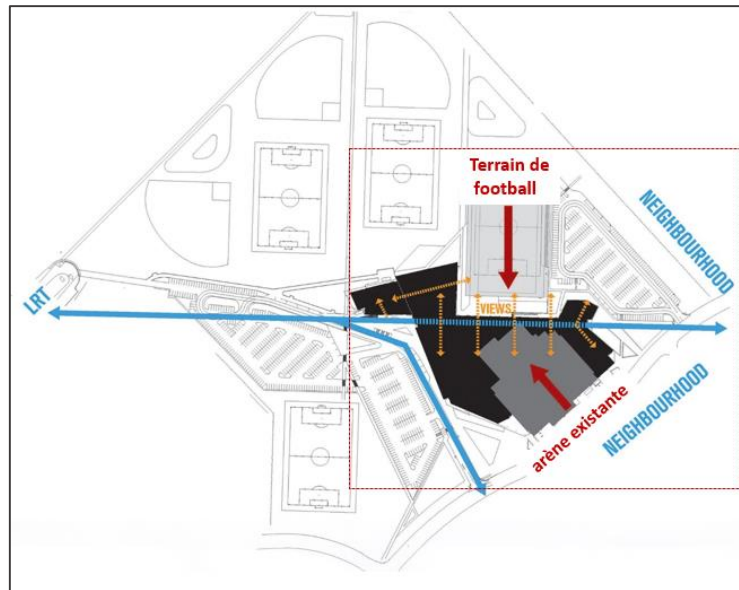 Terrain de
football
NEIGHBOURHOOD
LRT
VIEWS
arène existante
NEIGHBOURHOOD